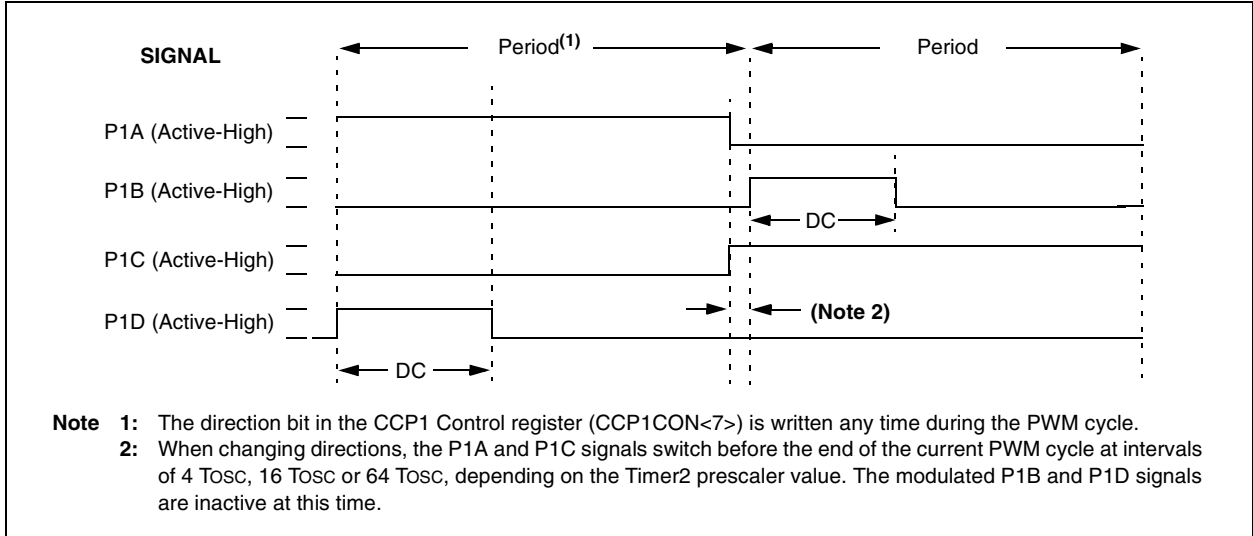 SIGNAL
Period(1)
Period
P1A (Active-High)
P1B (Active-High)
DC
P1C (Active-High)
P1D (Active-High)
(Note 2)
DC
Note 1: The direction bit in the CCP1 Control register (CCP1CON<7>) is written any time during the PWM cycle.
2: When changing directions, the P1A and P1C signals switch before the end of the current PWM cycle at intervals
of 4 TOSC, 16 TOSC or 64 TOSC, depending on the Timer2 prescaler value. The modulated P1B and P1D signals
are inactive at this time.